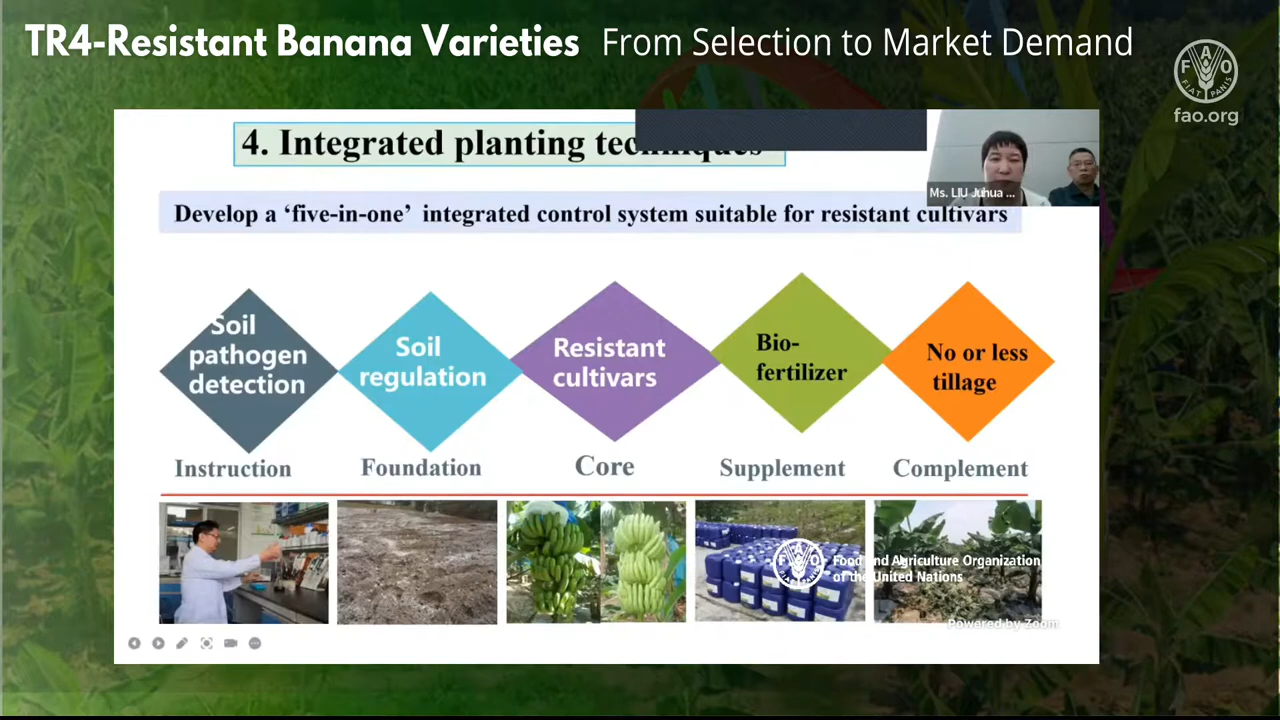 TR4-Resistant Banana Varieties From Selection to Market Demand
FAO
FIAT PANIS
fao.org
4. Integrated planting techniques
Ms. LIU Juhua ...
Develop a ‘five-in-one’ integrated control system suitable for resistant cultivars
Soil
pathogen
detection
Soil
regulation
Resistant
cultivars
Bio-
fertilizer
No or less
tillage
Instruction
Foundation
Core
Supplement
Complement
Food and Agriculture Organization
of the United Nations
Powered by Zoom